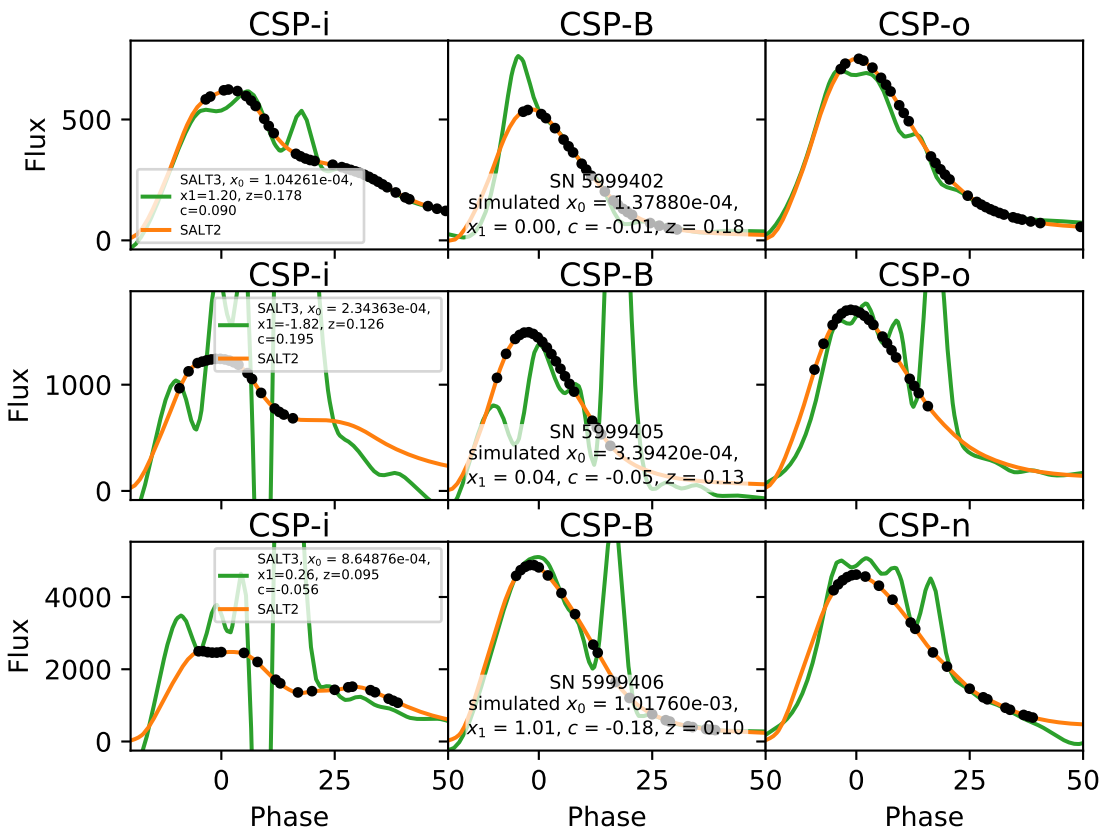 CSP-i
CSP-B
CSP-o
Flux
500
0
SALT3, x₀ = 1.04261e-04,
x1=1.20, z=0.178
c=0.090
SALT2
SN 5999402
simulated x₀ = 1.37880e-04,
x₁ = 0.00, c = -0.01, z = 0.18
CSP-i
CSP-B
CSP-o
Flux
1000
0
SALT3, x₀ = 2.34363e-04,
x1=-1.82, z=0.126
c=0.195
SALT2
SN 5999405
simulated x₀ = 3.39420e-04,
x₁ = 0.04, c = -0.05, z = 0.13
CSP-i
CSP-B
CSP-n
Flux
4000
2000
0
SALT3, x₀ = 8.64876e-04,
x1=0.26, z=0.095
c=-0.056
SALT2
SN 5999406
simulated x₀ = 1.01760e-03,
x₁ = 1.01, c = -0.18, z = 0.10
0 25 50 0 25 50 0 25 50
Phase Phase Phase